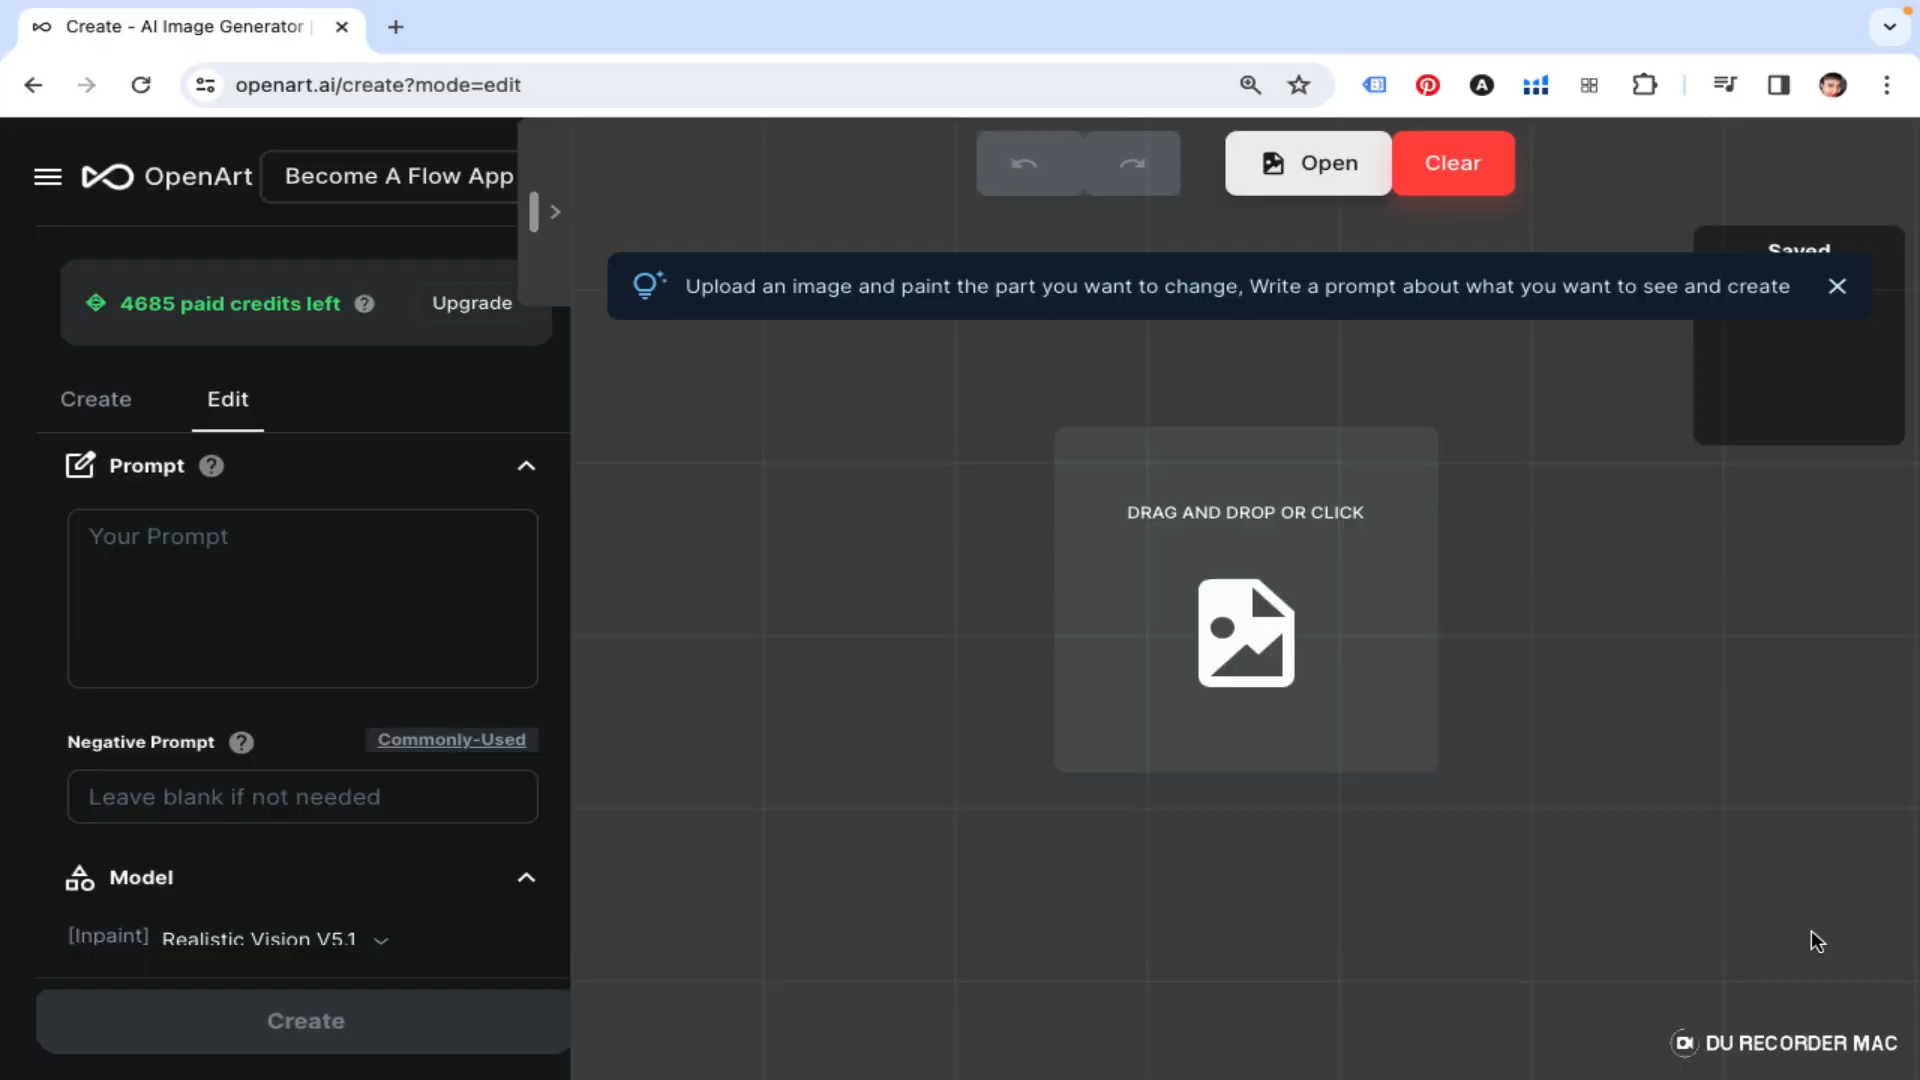 Create - AI Image Generator |
openart.ai/create?mode=edit
OpenArt
Become A Flow App
Open
Clear
Saved
Upload an image and paint the part you want to change, Write a prompt about what you want to see and create
4685 paid credits left
Upgrade
Create
Edit
Prompt
Your Prompt
DRAG AND DROP OR CLICK
Negative Prompt
Commonly-Used
Leave blank if not needed
Model
[Inpaint] Realistic Vision V5.1
Create
DU RECORDER MAC